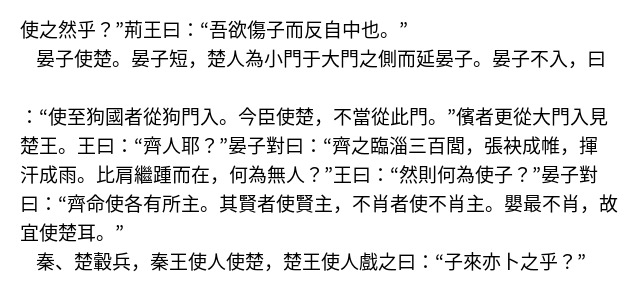 使之然乎？”荊王曰：“吾欲傷子而反自中也。”
晏子使楚。晏子短，楚人為小門于大門之側而延晏子。晏子不入，曰
：“使至狗國者從狗門入。今臣使楚，不當從此門。”儐者更從大門入見
楚王。王曰：“齊人耶？”晏子對曰：“齊之臨淄三百閭，張袂成帷，揮
汗成雨。比肩繼踵而在，何為無人？”王曰：“然則何為使子？”晏子對
曰：“齊命使各有所主。其賢者使賢主，不肖者使不肖主。嬰最不肖，故
宜使楚耳。”
秦、楚轂兵，秦王使人使楚，楚王使人戲之曰：“子來亦卜之乎？”